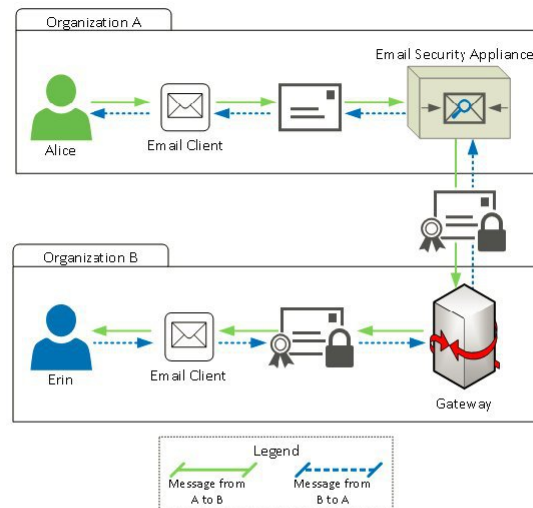 Organization A
Email Security Appliance
Alice
Email Client
Organization B
Erin
Email Client
Gateway
Legend
Message from
A to B
Message from
B to A